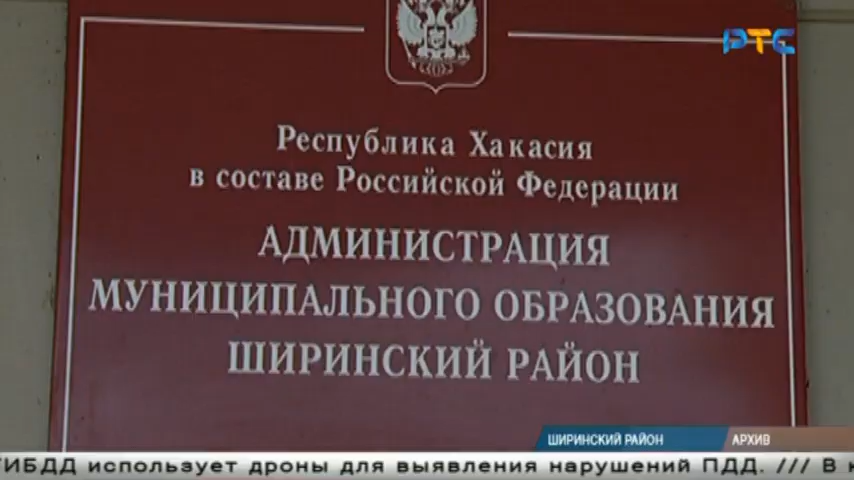 РТС
Республика Хакасия
в составе Российской Федерации
АДМИНИСТРАЦИЯ
МУНИЦИПАЛЬНОГО ОБРАЗОВАНИЯ
ШИРИНСКИЙ РАЙОН
ШИРИНСКИЙ РАЙОН
АРХИВ
ГИБДД использует дроны для выявления нарушений ПДД. /// В